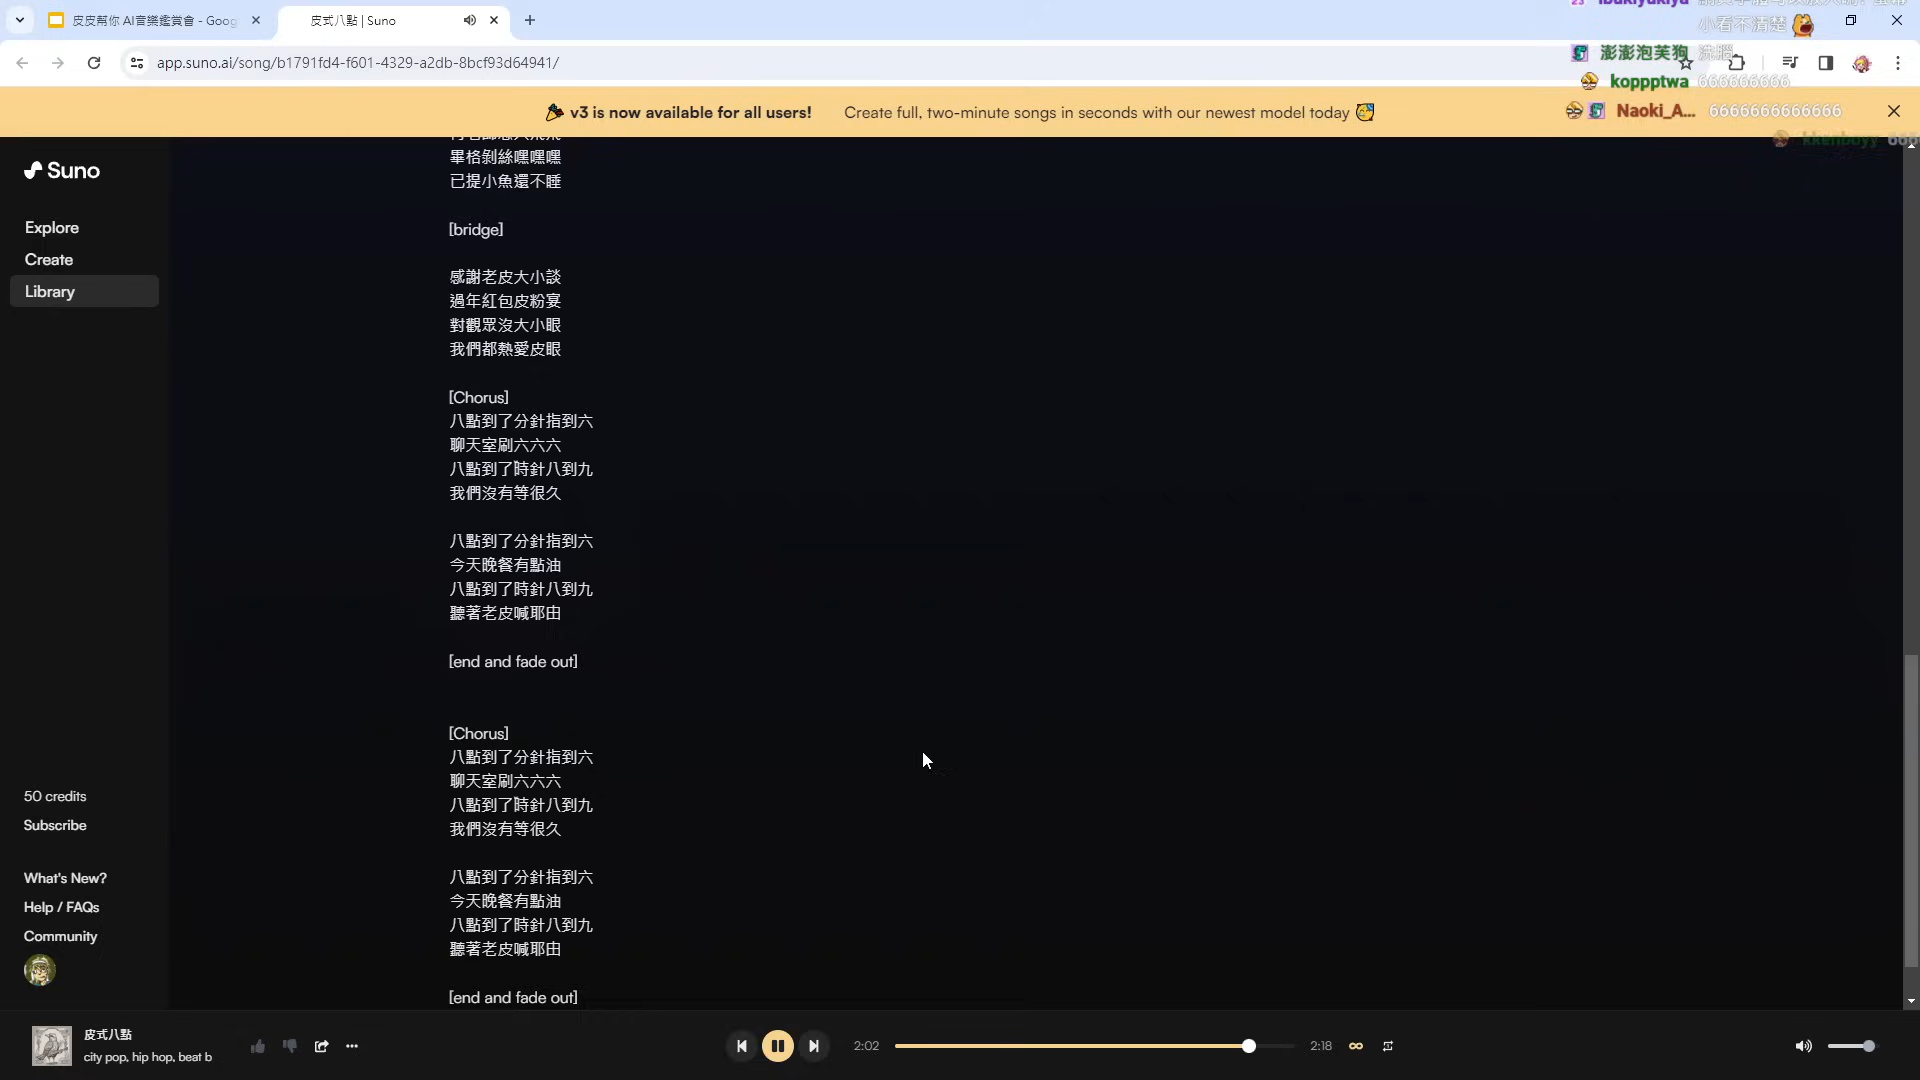 皮皮幫你 AI音樂鑑賞會 - Goog
皮式八點 | Suno
小看不清楚
app.suno.ai/song/b1791fd4-f601-4329-a2db-8bcf93d64941/
澎澎泡芙狗 洗腦
koppptwa 666666666
v3 is now available for all users!
Create full, two-minute songs in seconds with our newest model today
Naoki_A... 6666666666666
kkenboyy 666
Suno
Explore
Create
Library
50 credits
Subscribe
What's New?
Help / FAQs
Community
畢格剝絲嘿嘿嘿
已提小魚還不睡
[bridge]
感謝老皮大小談
過年紅包皮粉宴
對觀眾沒大小眼
我們都熱愛皮眼
[Chorus]
八點到了分針指到六
聊天室刷六六六
八點到了時針八到九
我們沒有等很久
八點到了分針指到六
今天晚餐有點油
八點到了時針八到九
聽著老皮喊耶由
[end and fade out]
[Chorus]
八點到了分針指到六
聊天室刷六六六
八點到了時針八到九
我們沒有等很久
八點到了分針指到六
今天晚餐有點油
八點到了時針八到九
聽著老皮喊耶由
[end and fade out]
皮式八點
city pop, hip hop, beat b
2:02
2:18